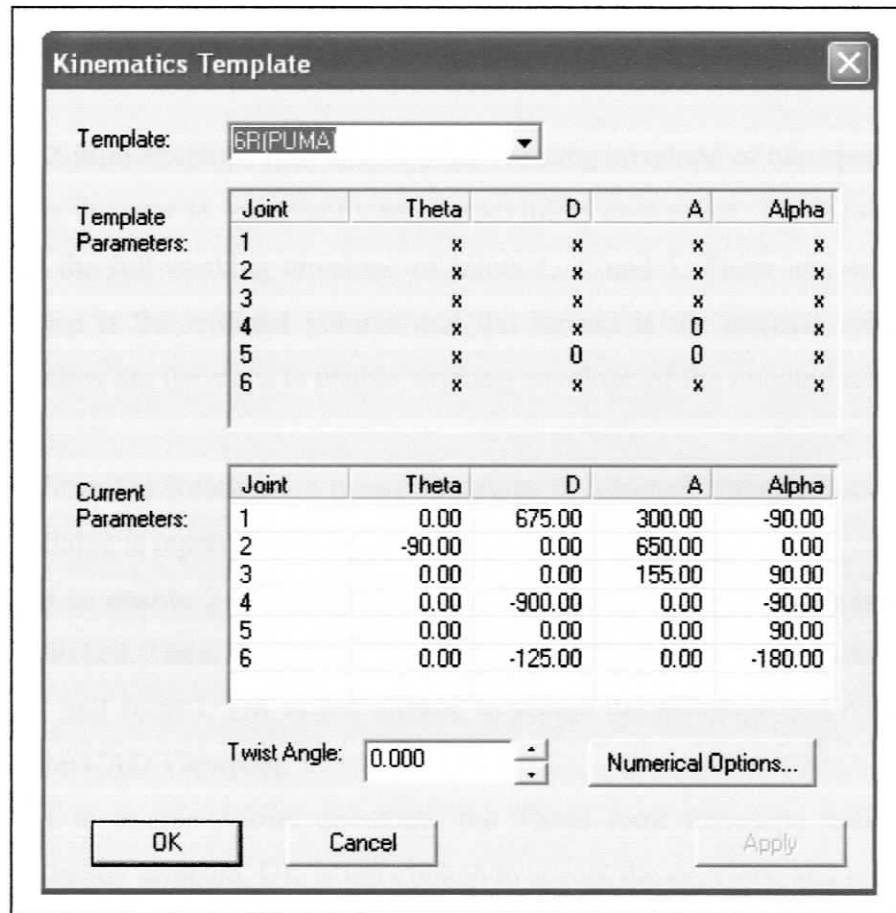 Kinematics Template
Template: 6R(PUMA)
Template Parameters:
Joint Theta D A Alpha
1 x x x x
2 x x x x
3 x x x x
4 x x 0 x
5 x 0 0 x
6 x x x x
Current Parameters:
Joint Theta D A Alpha
1 0.00 675.00 300.00 -90.00
2 -90.00 0.00 650.00 0.00
3 0.00 0.00 155.00 90.00
4 0.00 -900.00 0.00 -90.00
5 0.00 0.00 0.00 90.00
6 0.00 -125.00 0.00 -180.00
Twist Angle: 0.000
Numerical Options...
OK Cancel Apply